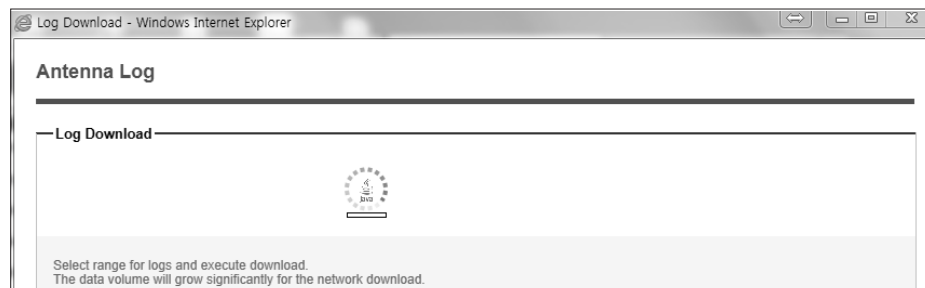 Log Download - Windows Internet Explorer
Antenna Log
Log Download
Java
Select range for logs and execute download.
The data volume will grow significantly for the network download.